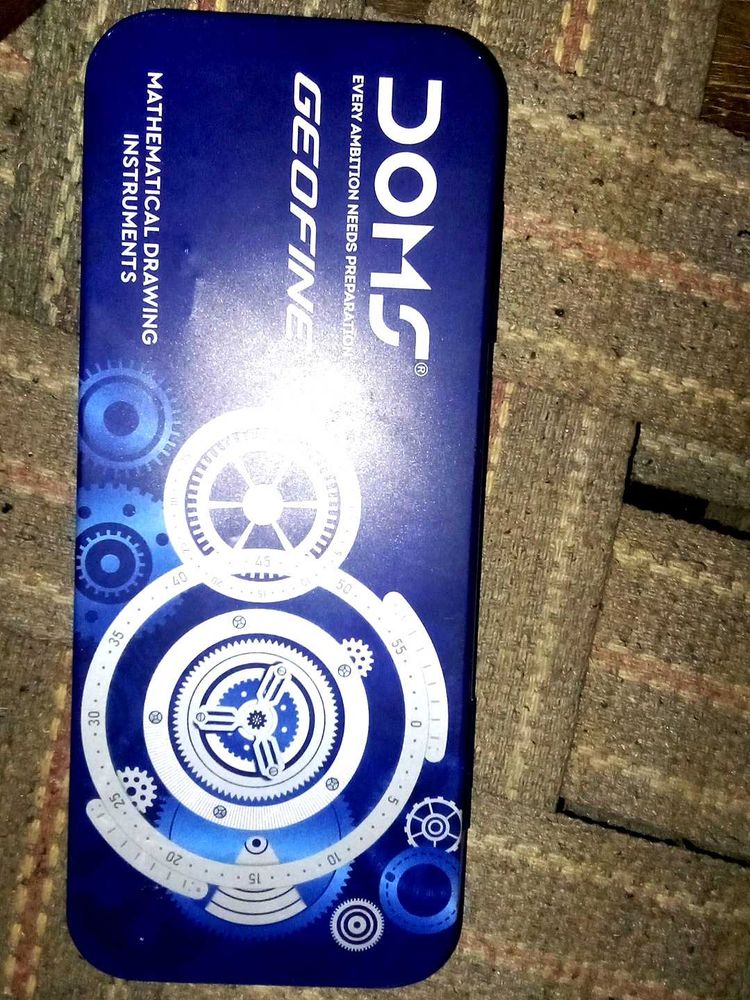 DOMS®
EVERY AMBITION NEEDS PREPARATION
GEOFINE
MATHEMATICAL DRAWING
INSTRUMENTS
45
40
50
35
55
30
0
25
5
20
10
15